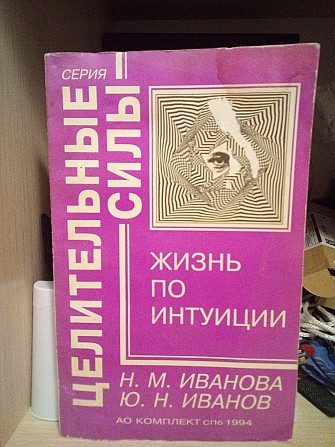 СЕРИЯ
ЦЕЛИТЕЛЬНЫЕ
СИЛЫ
ЖИЗНЬ
ПО
ИНТУИЦИИ
Н. М. ИВАНОВА
Ю. Н. ИВАНОВ
АО КОМПЛЕКТ СПб 1994